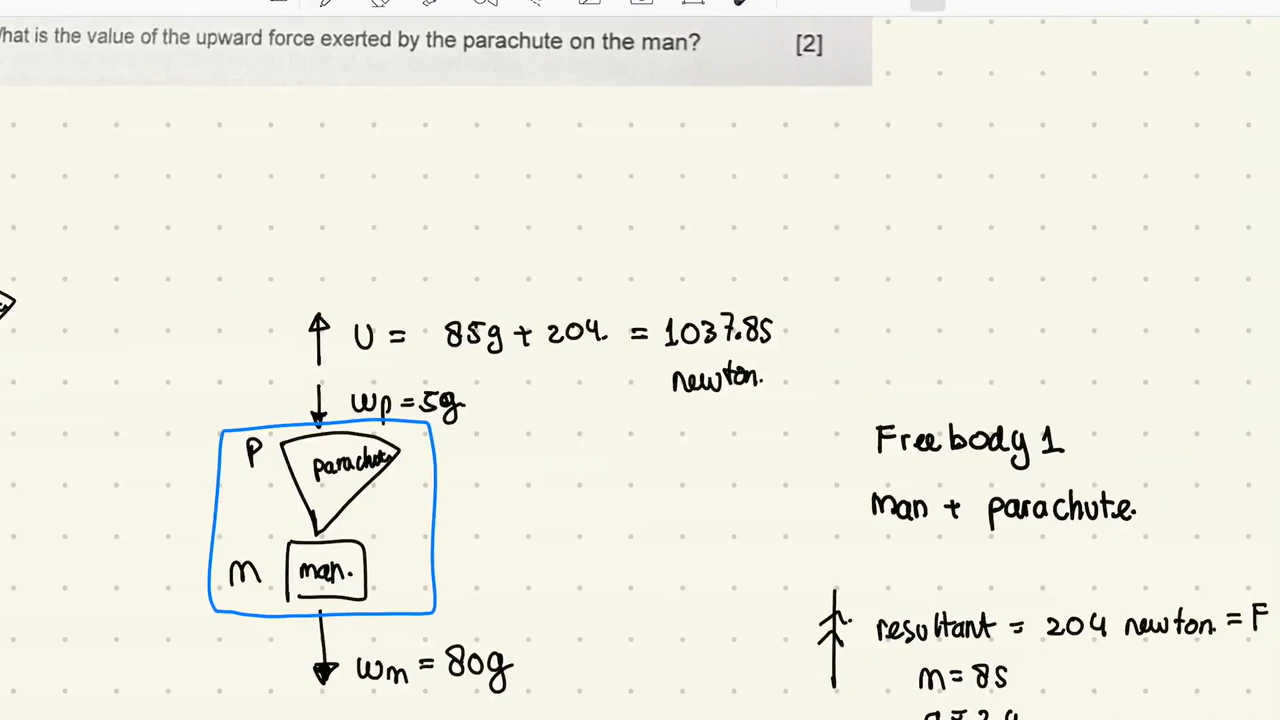 hat is the value of the upward force exerted by the parachute on the man? [2]
U = 85g + 204. = 1037.85
newton.
wp = 5g
P
parachute
m
man.
wm = 80g
Free body 1
man + parachute.
resultant = 204 newton. = F
m = 85